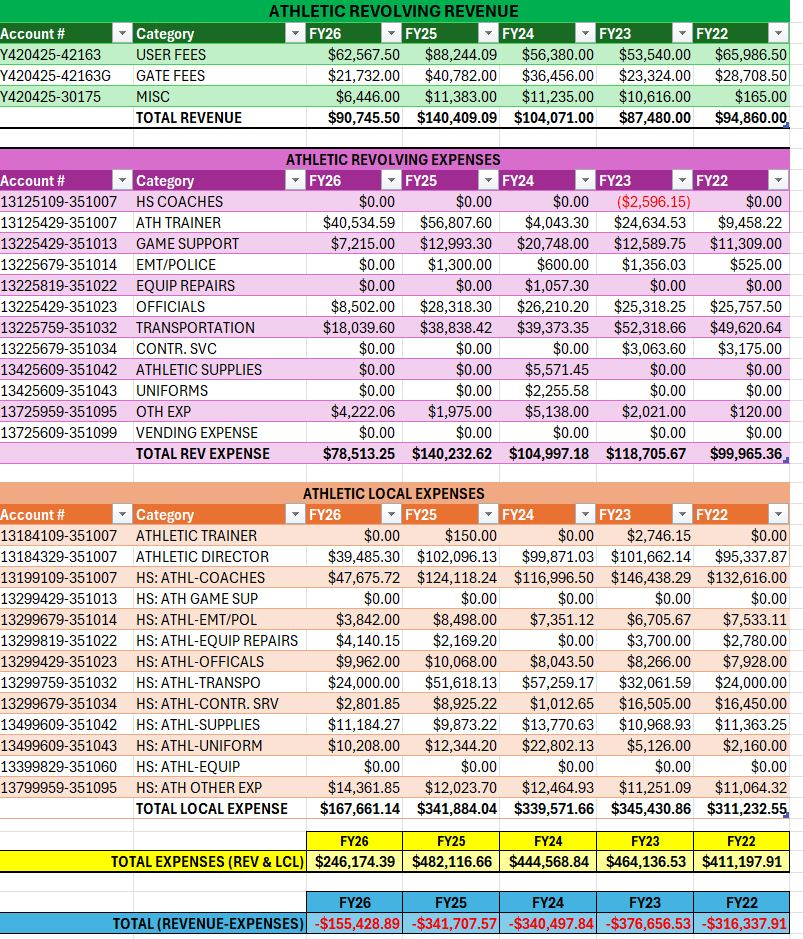 ATHLETIC REVOLVING REVENUE
Account # Category FY26 FY25 FY24 FY23 FY22
Y420425-42163 USER FEES $62,567.50 $88,244.09 $56,380.00 $53,540.00 $65,986.50
Y420425-42163G GATE FEES $21,732.00 $40,782.00 $36,456.00 $23,324.00 $28,708.50
Y420425-30175 MISC $6,446.00 $11,383.00 $11,235.00 $10,616.00 $165.00
TOTAL REVENUE $90,745.50 $140,409.09 $104,071.00 $87,480.00 $94,860.00
ATHLETIC REVOLVING EXPENSES
Account # Category FY26 FY25 FY24 FY23 FY22
13125109-351007 HS COACHES $0.00 $0.00 $0.00 ($2,596.15) $0.00
13125429-351007 ATH TRAINER $40,534.59 $56,807.60 $4,043.30 $24,634.53 $9,458.22
13225429-351013 GAME SUPPORT $7,215.00 $12,993.30 $20,748.00 $12,589.75 $11,309.00
13225679-351014 EMT/POLICE $0.00 $1,300.00 $600.00 $1,356.03 $525.00
13225819-351022 EQUIP REPAIRS $0.00 $0.00 $1,057.30 $0.00 $0.00
13225429-351023 OFFICIALS $8,502.00 $28,318.30 $26,210.20 $25,318.25 $25,757.50
13225759-351032 TRANSPORTATION $18,039.60 $38,838.42 $39,373.35 $52,318.66 $49,620.64
13225679-351034 CONTR. SVC $0.00 $0.00 $0.00 $3,063.60 $3,175.00
13425609-351042 ATHLETIC SUPPLIES $0.00 $0.00 $5,571.45 $0.00 $0.00
13425609-351043 UNIFORMS $0.00 $0.00 $2,255.58 $0.00 $0.00
13725959-351095 OTH EXP $4,222.06 $1,975.00 $5,138.00 $2,021.00 $120.00
13725609-351099 VENDING EXPENSE $0.00 $0.00 $0.00 $0.00 $0.00
TOTAL REV EXPENSE $78,513.25 $140,232.62 $104,997.18 $118,705.67 $99,965.36
ATHLETIC LOCAL EXPENSES
Account # Category FY26 FY25 FY24 FY23 FY22
13184109-351007 ATHLETIC TRAINER $0.00 $150.00 $0.00 $2,746.15 $0.00
13184329-351007 ATHLETIC DIRECTOR $39,485.30 $102,096.13 $99,871.03 $101,662.14 $95,337.87
13199109-351007 HS: ATHL-COACHES $47,675.72 $124,118.24 $116,996.50 $146,438.29 $132,616.00
13299429-351013 HS: ATH GAME SUP $0.00 $0.00 $0.00 $0.00 $0.00
13299679-351014 HS: ATHL-EMT/POL $3,842.00 $8,498.00 $7,351.12 $6,705.67 $7,533.11
13299819-351022 HS: ATHL-EQUIP REPAIRS $4,140.15 $2,169.20 $0.00 $3,700.00 $2,780.00
13299429-351023 HS: ATHL-OFFICALS $9,962.00 $10,068.00 $8,043.50 $8,266.00 $7,928.00
13299759-351032 HS: ATHL-TRANSPO $24,000.00 $51,618.13 $57,259.17 $32,061.59 $24,000.00
13299679-351034 HS: ATHL-CONTR. SRV $2,801.85 $8,925.22 $1,012.65 $16,505.00 $16,450.00
13499609-351042 HS: ATHL-SUPPLIES $11,184.27 $9,873.22 $13,770.63 $10,968.93 $11,363.25
13499609-351043 HS: ATHL-UNIFORM $10,208.00 $12,344.20 $22,802.13 $5,126.00 $2,160.00
13399829-351060 HS: ATHL-EQUIP $0.00 $0.00 $0.00 $0.00 $0.00
13799959-351095 HS: ATH OTHER EXP $14,361.85 $12,023.70 $12,464.93 $11,251.09 $11,064.32
TOTAL LOCAL EXPENSE $167,661.14 $341,884.04 $339,571.66 $345,430.86 $311,232.55
FY26 FY25 FY24 FY23 FY22
TOTAL EXPENSES (REV & LCL) $246,174.39 $482,116.66 $444,568.84 $464,136.53 $411,197.91
FY26 FY25 FY24 FY23 FY22
TOTAL (REVENUE-EXPENSES) -$155,428.89 -$341,707.57 -$340,497.84 -$376,656.53 -$316,337.91